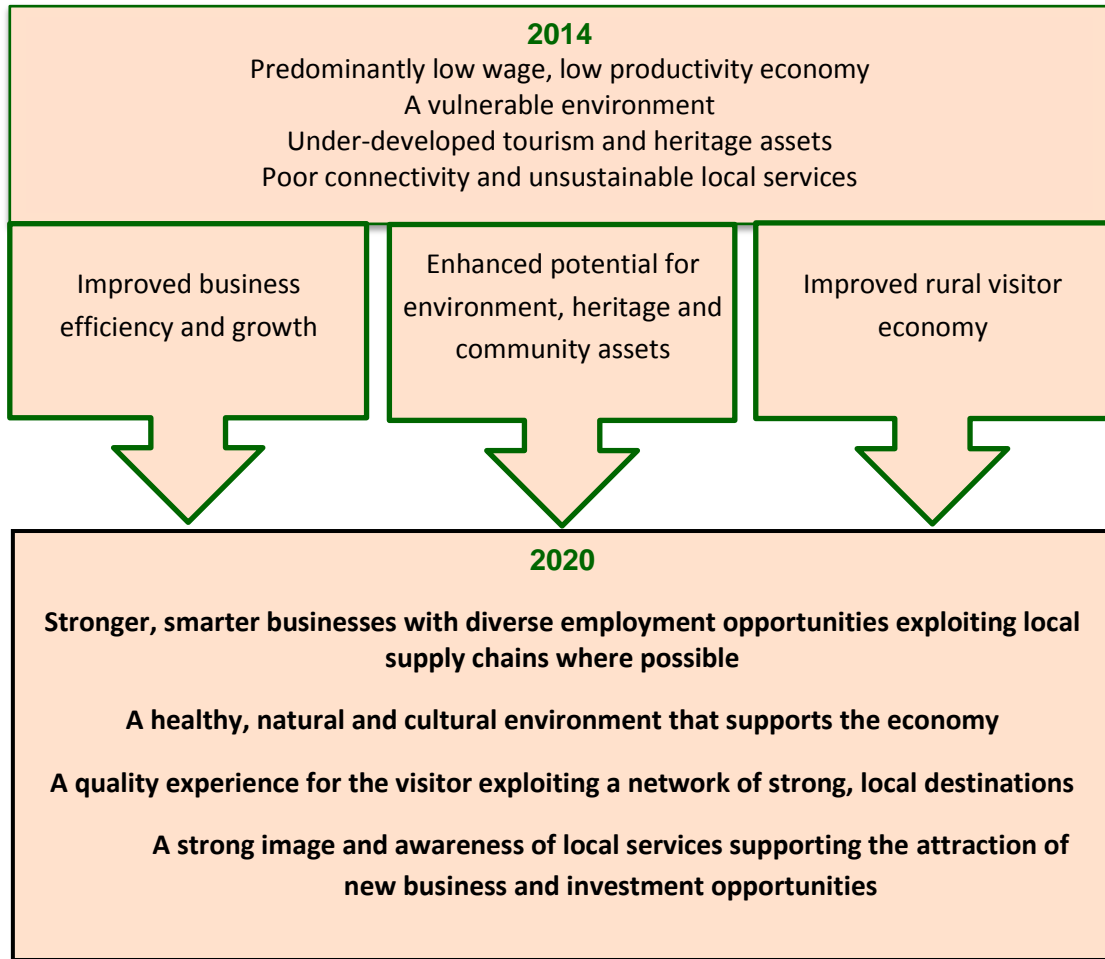 2014
Predominantly low wage, low productivity economy
A vulnerable environment
Under-developed tourism and heritage assets
Poor connectivity and unsustainable local services
Improved business
efficiency and growth
Enhanced potential for
environment, heritage and
community assets
Improved rural visitor
economy
2020
Stronger, smarter businesses with diverse employment opportunities exploiting local
supply chains where possible
A healthy, natural and cultural environment that supports the economy
A quality experience for the visitor exploiting a network of strong, local destinations
A strong image and awareness of local services supporting the attraction of
new business and investment opportunities